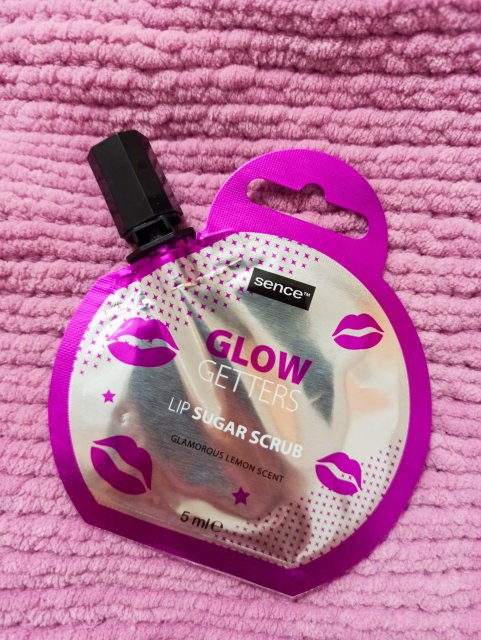 sence™
GLOW
GETTERS
LIP SUGAR SCRUB
GLAMOROUS LEMON SCENT
5 ml e